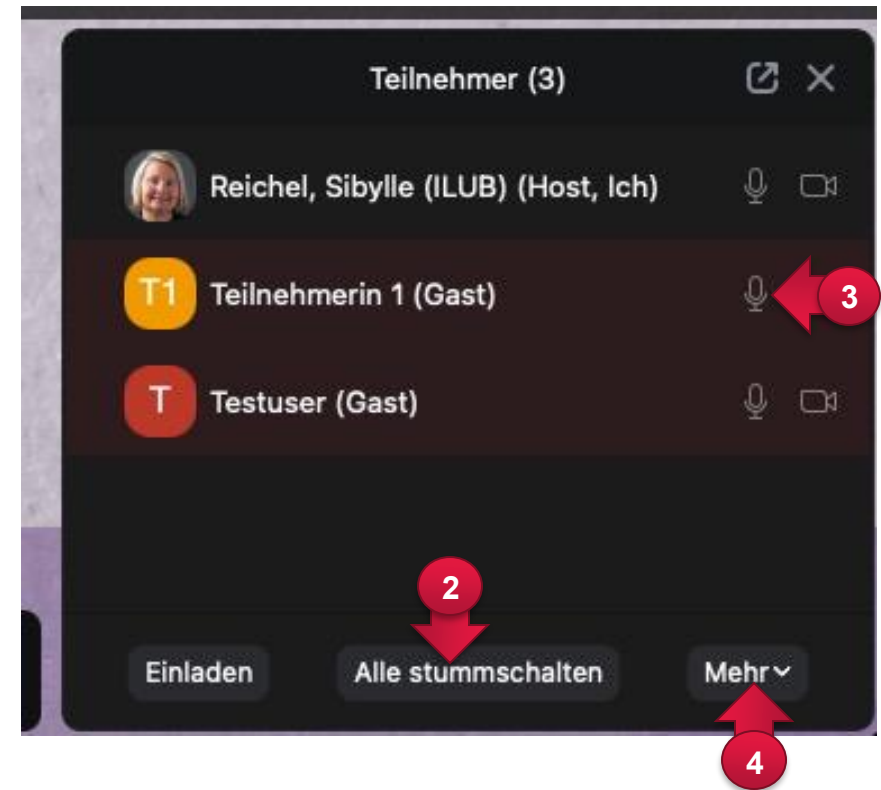 Teilnehmer (3)
Reichel, Sibylle (ILUB) (Host, Ich)
T1 Teilnehmerin 1 (Gast)
3
T Testuser (Gast)
2
Einladen Alle stummschalten Mehr
4